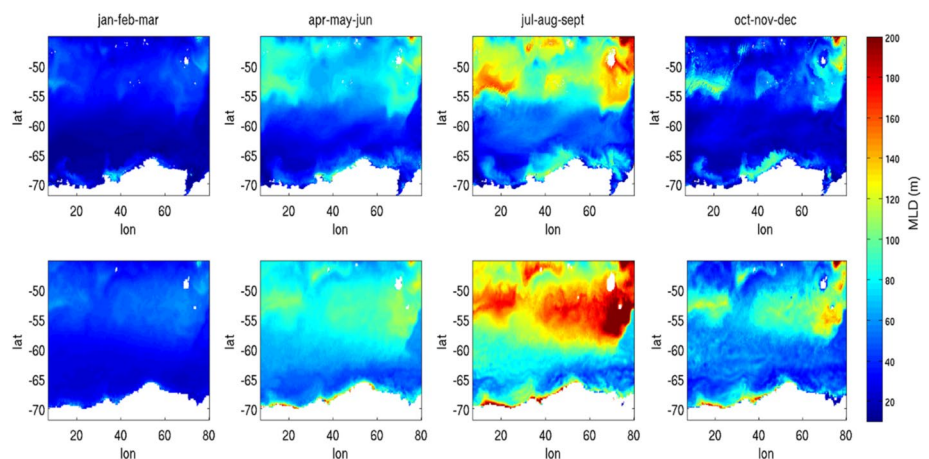 jan-feb-mar apr-may-jun jul-aug-sept oct-nov-dec
200
180
160
140
120
100
80
60
40
20
MLD (m)
lat -50 -55 -60 -65 -70
20 40 60
lon
lat -50 -55 -60 -65 -70
20 40 60
lon
lat -50 -55 -60 -65 -70
20 40 60
lon
lat -50 -55 -60 -65 -70
20 40 60
lon
lat -50 -55 -60 -65 -70
20 40 60 80
lon
lat -50 -55 -60 -65 -70
20 40 60 80
lon
lat -50 -55 -60 -65 -70
20 40 60 80
lon
lat -50 -55 -60 -65 -70
20 40 60 80
lon